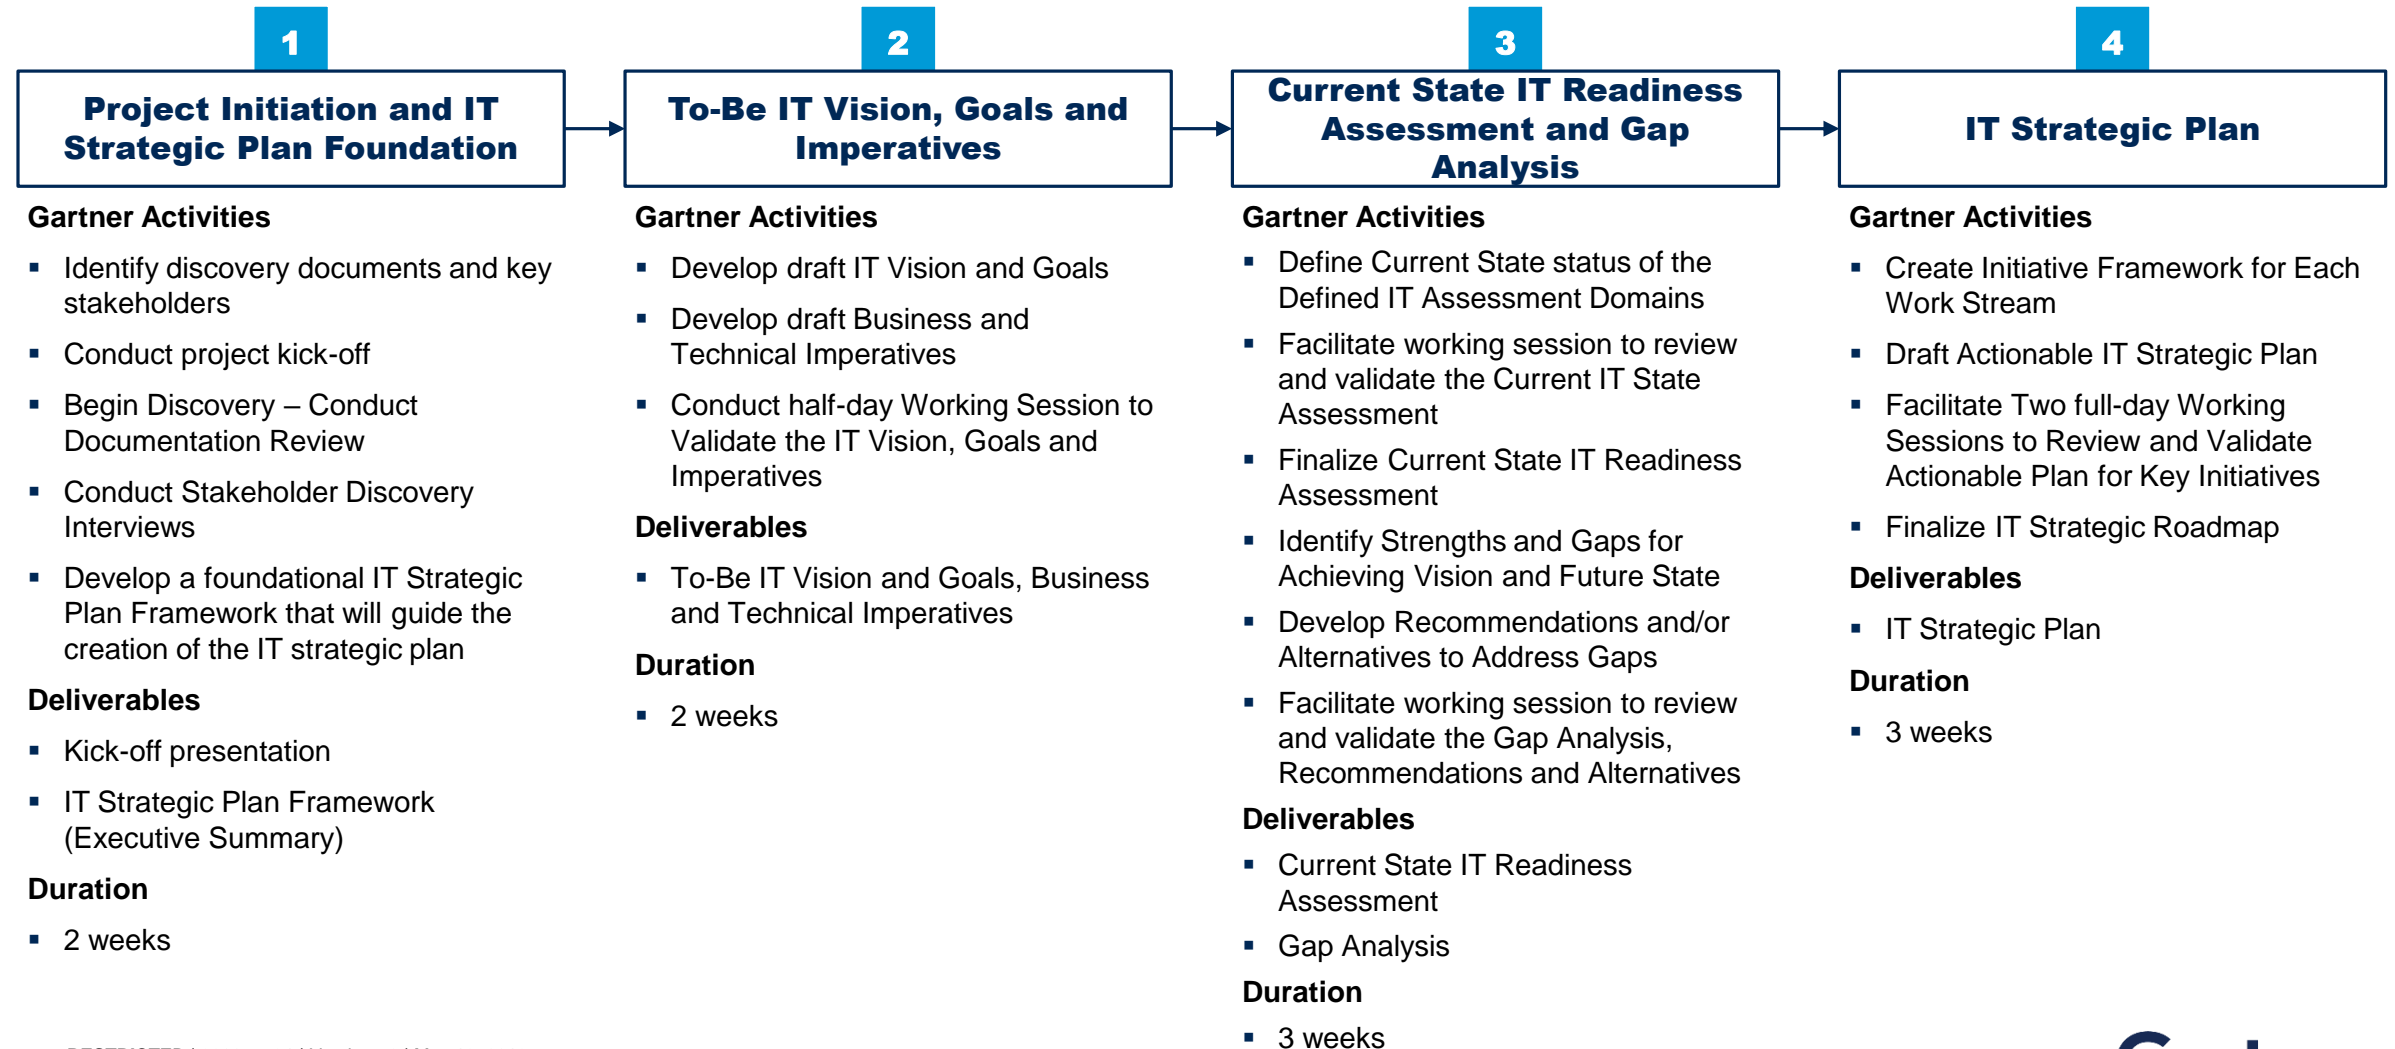 1
Project Initiation and IT
Strategic Plan Foundation
Gartner Activities
▪ Identify discovery documents and key
stakeholders
▪ Conduct project kick-off
▪ Begin Discovery – Conduct
Documentation Review
▪ Conduct Stakeholder Discovery
Interviews
▪ Develop a foundational IT Strategic
Plan Framework that will guide the
creation of the IT strategic plan
Deliverables
▪ Kick-off presentation
▪ IT Strategic Plan Framework
(Executive Summary)
Duration
▪ 2 weeks
2
To-Be IT Vision, Goals and
Imperatives
Gartner Activities
▪ Develop draft IT Vision and Goals
▪ Develop draft Business and
Technical Imperatives
▪ Conduct half-day Working Session to
Validate the IT Vision, Goals and
Imperatives
Deliverables
▪ To-Be IT Vision and Goals, Business
and Technical Imperatives
Duration
▪ 2 weeks
3
Current State IT Readiness
Assessment and Gap
Analysis
Gartner Activities
▪ Define Current State status of the
Defined IT Assessment Domains
▪ Facilitate working session to review
and validate the Current IT State
Assessment
▪ Finalize Current State IT Readiness
Assessment
▪ Identify Strengths and Gaps for
Achieving Vision and Future State
▪ Develop Recommendations and/or
Alternatives to Address Gaps
▪ Facilitate working session to review
and validate the Gap Analysis,
Recommendations and Alternatives
Deliverables
▪ Current State IT Readiness
Assessment
▪ Gap Analysis
Duration
▪ 3 weeks
4
IT Strategic Plan
Gartner Activities
▪ Create Initiative Framework for Each
Work Stream
▪ Draft Actionable IT Strategic Plan
▪ Facilitate Two full-day Working
Sessions to Review and Validate
Actionable Plan for Key Initiatives
▪ Finalize IT Strategic Roadmap
Deliverables
▪ IT Strategic Plan
Duration
▪ 3 weeks